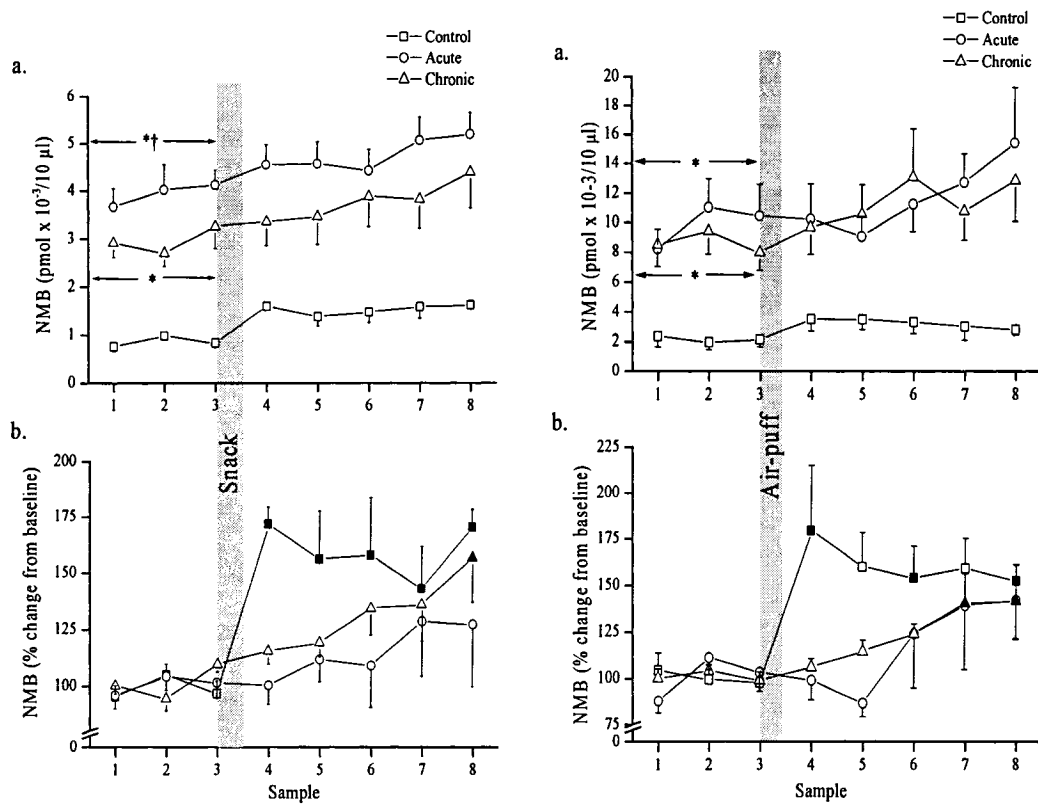 Control
Acute
Chronic
a.
6
5
4
3
2
1
0
NMB (pmol x 10⁻³/10 µl)
*†
*
1 2 3 4 5 6 7 8
b.
200
175
150
125
100
0
NMB (% change from baseline)
Snack
1 2 3 4 5 6 7 8
Sample
Control
Acute
Chronic
a.
20
18
16
14
12
10
8
6
4
2
0
NMB (pmol x 10-3/10 µl)
*
*
1 2 3 4 5 6 7 8
b.
225
200
175
150
125
100
75
0
NMB (% change from baseline)
Air-puff
1 2 3 4 5 6 7 8
Sample